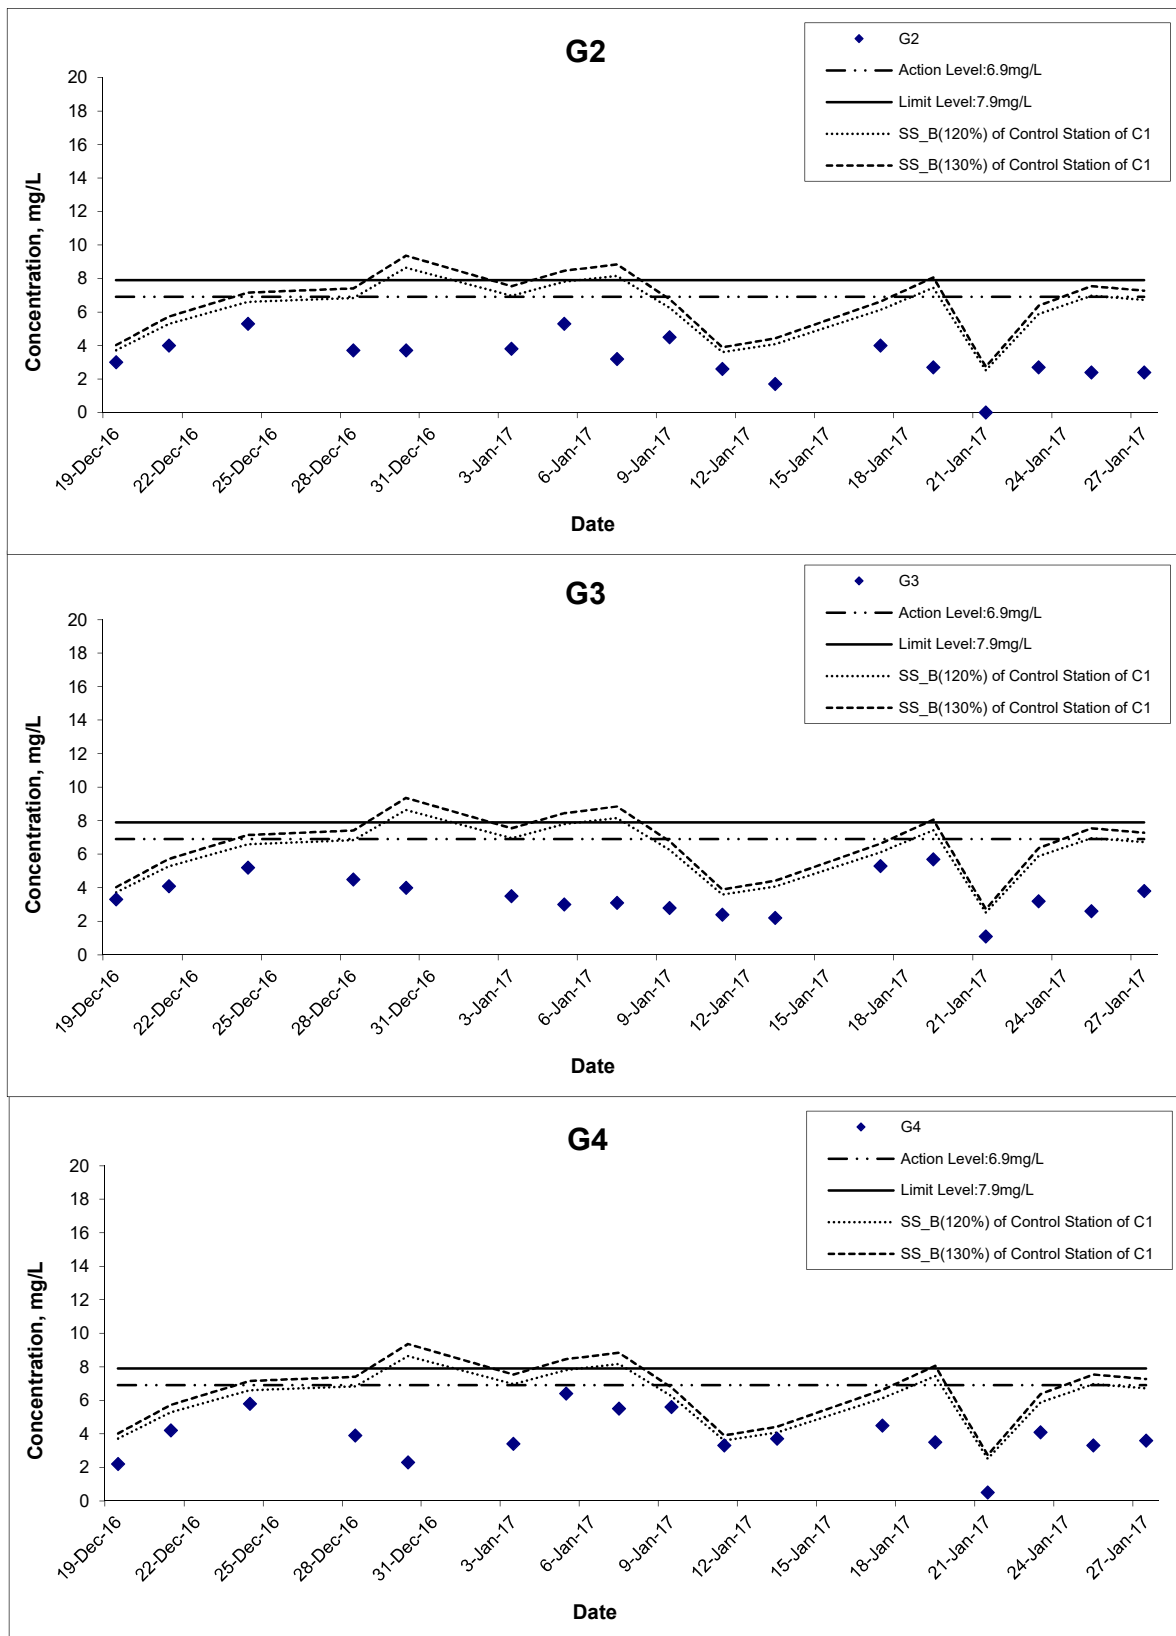 G2
G2
Action Level:6.9mg/L
Limit Level:7.9mg/L
SS_B(120%) of Control Station of C1
SS_B(130%) of Control Station of C1
Concentration, mg/L
20
18
16
14
12
10
8
6
4
2
0
19-Dec-16
22-Dec-16
25-Dec-16
28-Dec-16
31-Dec-16
3-Jan-17
6-Jan-17
9-Jan-17
12-Jan-17
15-Jan-17
18-Jan-17
21-Jan-17
24-Jan-17
27-Jan-17
Date
G3
G3
Action Level:6.9mg/L
Limit Level:7.9mg/L
SS_B(120%) of Control Station of C1
SS_B(130%) of Control Station of C1
Concentration, mg/L
20
18
16
14
12
10
8
6
4
2
0
19-Dec-16
22-Dec-16
25-Dec-16
28-Dec-16
31-Dec-16
3-Jan-17
6-Jan-17
9-Jan-17
12-Jan-17
15-Jan-17
18-Jan-17
21-Jan-17
24-Jan-17
27-Jan-17
Date
G4
G4
Action Level:6.9mg/L
Limit Level:7.9mg/L
SS_B(120%) of Control Station of C1
SS_B(130%) of Control Station of C1
Concentration, mg/L
20
18
16
14
12
10
8
6
4
2
0
19-Dec-16
22-Dec-16
25-Dec-16
28-Dec-16
31-Dec-16
3-Jan-17
6-Jan-17
9-Jan-17
12-Jan-17
15-Jan-17
18-Jan-17
21-Jan-17
24-Jan-17
27-Jan-17
Date